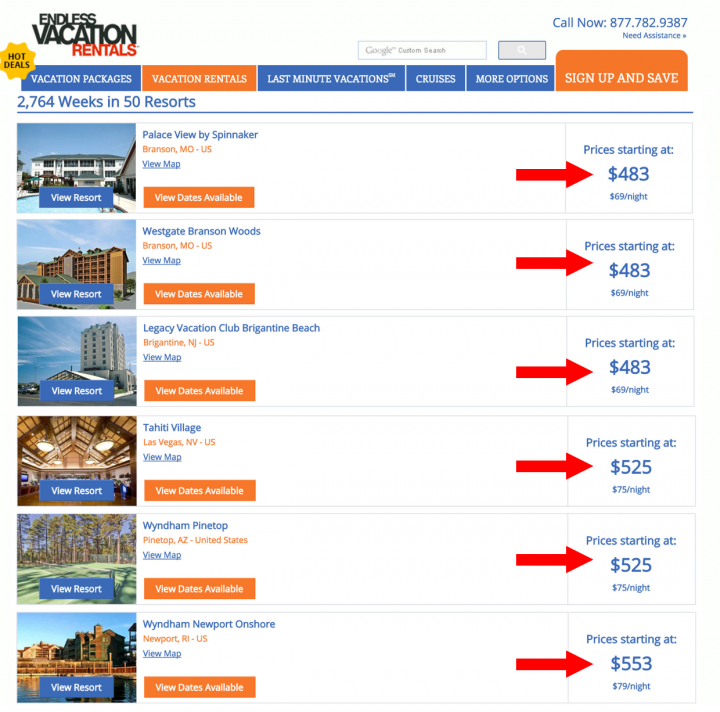 ENDLESS
VACATION
RENTALS
Call Now: 877.782.9387
Need Assistance »
Google™ Custom Search
HOT
DEALS
VACATION PACKAGES
VACATION RENTALS
LAST MINUTE VACATIONS℠
CRUISES
MORE OPTIONS
SIGN UP AND SAVE
2,764 Weeks in 50 Resorts
Palace View by Spinnaker
Branson, MO - US
View Map
View Resort
View Dates Available
Prices starting at:
$483
$69/night
Westgate Branson Woods
Branson, MO - US
View Map
View Resort
View Dates Available
Prices starting at:
$483
$69/night
Legacy Vacation Club Brigantine Beach
Brigantine, NJ - US
View Map
View Resort
View Dates Available
Prices starting at:
$483
$69/night
Tahiti Village
Las Vegas, NV - US
View Map
View Resort
View Dates Available
Prices starting at:
$525
$75/night
Wyndham Pinetop
Pinetop, AZ - United States
View Map
View Resort
View Dates Available
Prices starting at:
$525
$75/night
Wyndham Newport Onshore
Newport, RI - US
View Map
View Resort
View Dates Available
Prices starting at:
$553
$79/night